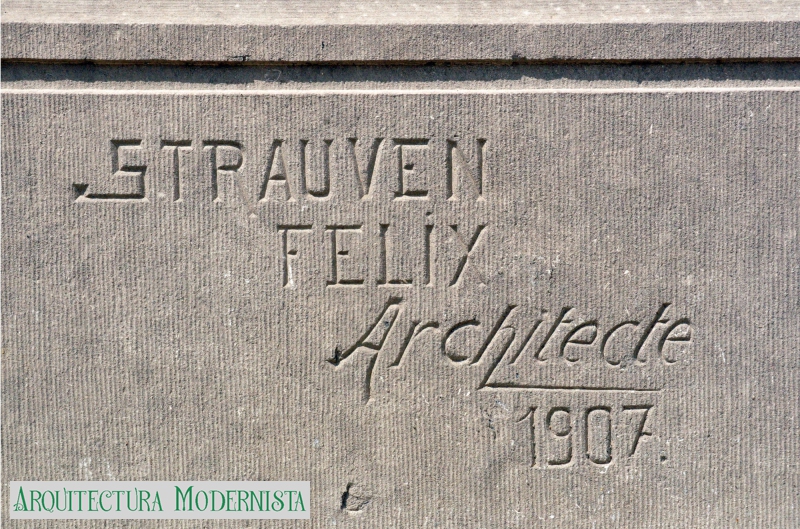 STRAUVEN
FELIX
Architecte
1907.
Arquitectura Modernista